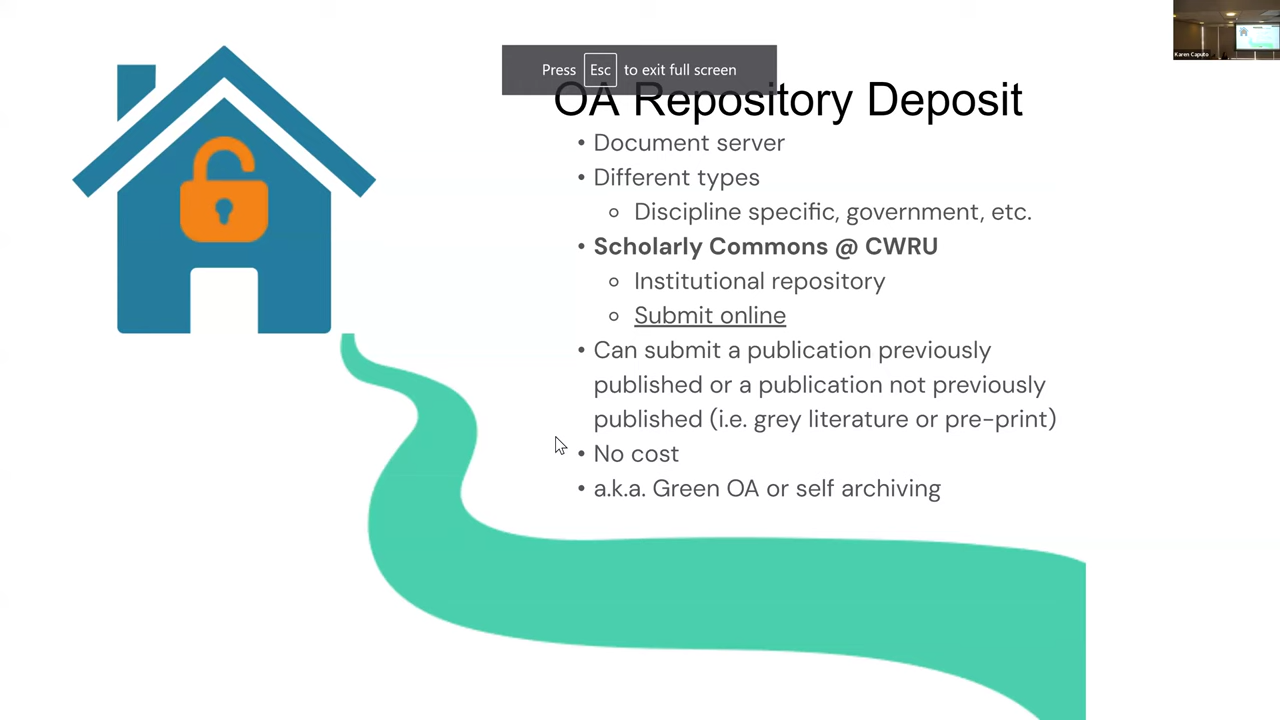 Karen Caputo
Press Esc to exit full screen
OA Repository Deposit
• Document server
• Different types
○ Discipline specific, government, etc.
• Scholarly Commons @ CWRU
○ Institutional repository
○ Submit online
• Can submit a publication previously
published or a publication not previously
published (i.e. grey literature or pre-print)
• No cost
• a.k.a. Green OA or self archiving